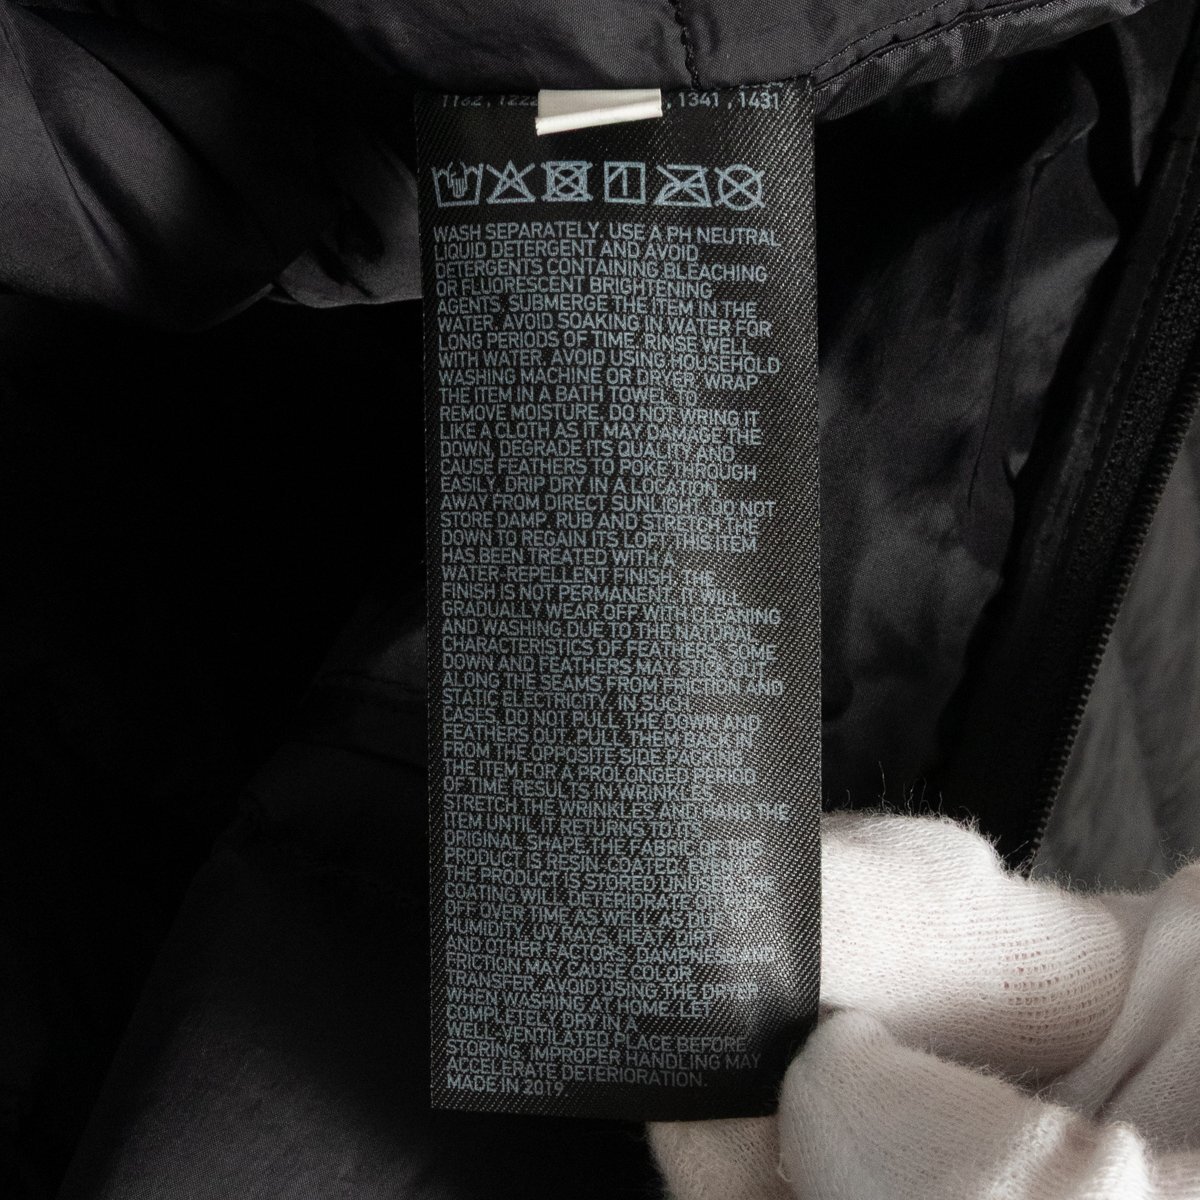 1341 , 1431
WASH SEPARATELY. USE A PH NEUTRAL
LIQUID DETERGENT AND AVOID
DETERGENTS CONTAINING BLEACHING
OR FLUORESCENT BRIGHTENING
AGENTS. SUBMERGE THE ITEM IN THE
WATER. AVOID SOAKING IN WATER FOR
LONG PERIODS OF TIME. RINSE WELL
WITH WATER. AVOID USING HOUSEHOLD
WASHING MACHINE OR DRYER. WRAP
THE ITEM IN A BATH TOWEL TO
REMOVE MOISTURE. DO NOT WRING IT
LIKE A CLOTH AS IT MAY DAMAGE THE
DOWN, DEGRADE ITS QUALITY AND
CAUSE FEATHERS TO POKE THROUGH
EASILY. DRIP DRY IN A LOCATION
AWAY FROM DIRECT SUNLIGHT. DO NOT
STORE DAMP. RUB AND STRETCH THE
DOWN TO REGAIN ITS LOFT.THIS ITEM
HAS BEEN TREATED WITH A
WATER-REPELLENT FINISH. THE
FINISH IS NOT PERMANENT. IT WILL
GRADUALLY WEAR OFF WITH CLEANING
AND WASHING.DUE TO THE NATURAL
CHARACTERISTICS OF FEATHERS, SOME
DOWN AND FEATHERS MAY STICK OUT
ALONG THE SEAMS FROM FRICTION AND
STATIC ELECTRICITY. IN SUCH
CASES, DO NOT PULL THE DOWN AND
FEATHERS OUT. PULL THEM BACK IN
FROM THE OPPOSITE SIDE.PACKING
THE ITEM FOR A PROLONGED PERIOD
OF TIME RESULTS IN WRINKLES.
STRETCH THE WRINKLES AND HANG THE
ITEM UNTIL IT RETURNS TO ITS
ORIGINAL SHAPE.THE FABRIC OF THIS
PRODUCT IS RESIN-COATED. EVEN IF
THE PRODUCT IS STORED UNUSED, THE
COATING WILL DETERIORATE
OFF OVER TIME AS WELL AS DUE TO
HUMIDITY, UV RAYS, HEAT, DIRT
AND OTHER FACTORS. DAMPNESS AND
FRICTION MAY CAUSE COLOR
TRANSFER. AVOID USING THE DRYER
WHEN WASHING AT HOME. LET
COMPLETELY DRY IN A
WELL-VENTILATED PLACE BEFORE
STORING. IMPROPER HANDLING MAY
ACCELERATE DETERIORATION.
MADE IN 2019.